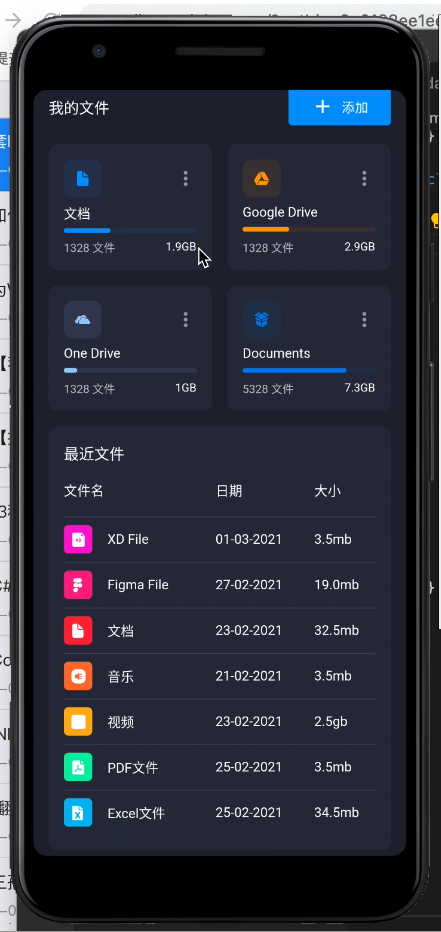 我的文件
添加
文档
1328 文件 1.9GB
Google Drive
1328 文件 2.9GB
One Drive
1328 文件 1GB
Documents
5328 文件 7.3GB
最近文件
文件名 日期 大小
XD File 01-03-2021 3.5mb
Figma File 27-02-2021 19.0mb
文档 23-02-2021 32.5mb
音乐 21-02-2021 3.5mb
视频 23-02-2021 2.5gb
PDF文件 25-02-2021 3.5mb
Excel文件 25-02-2021 34.5mb